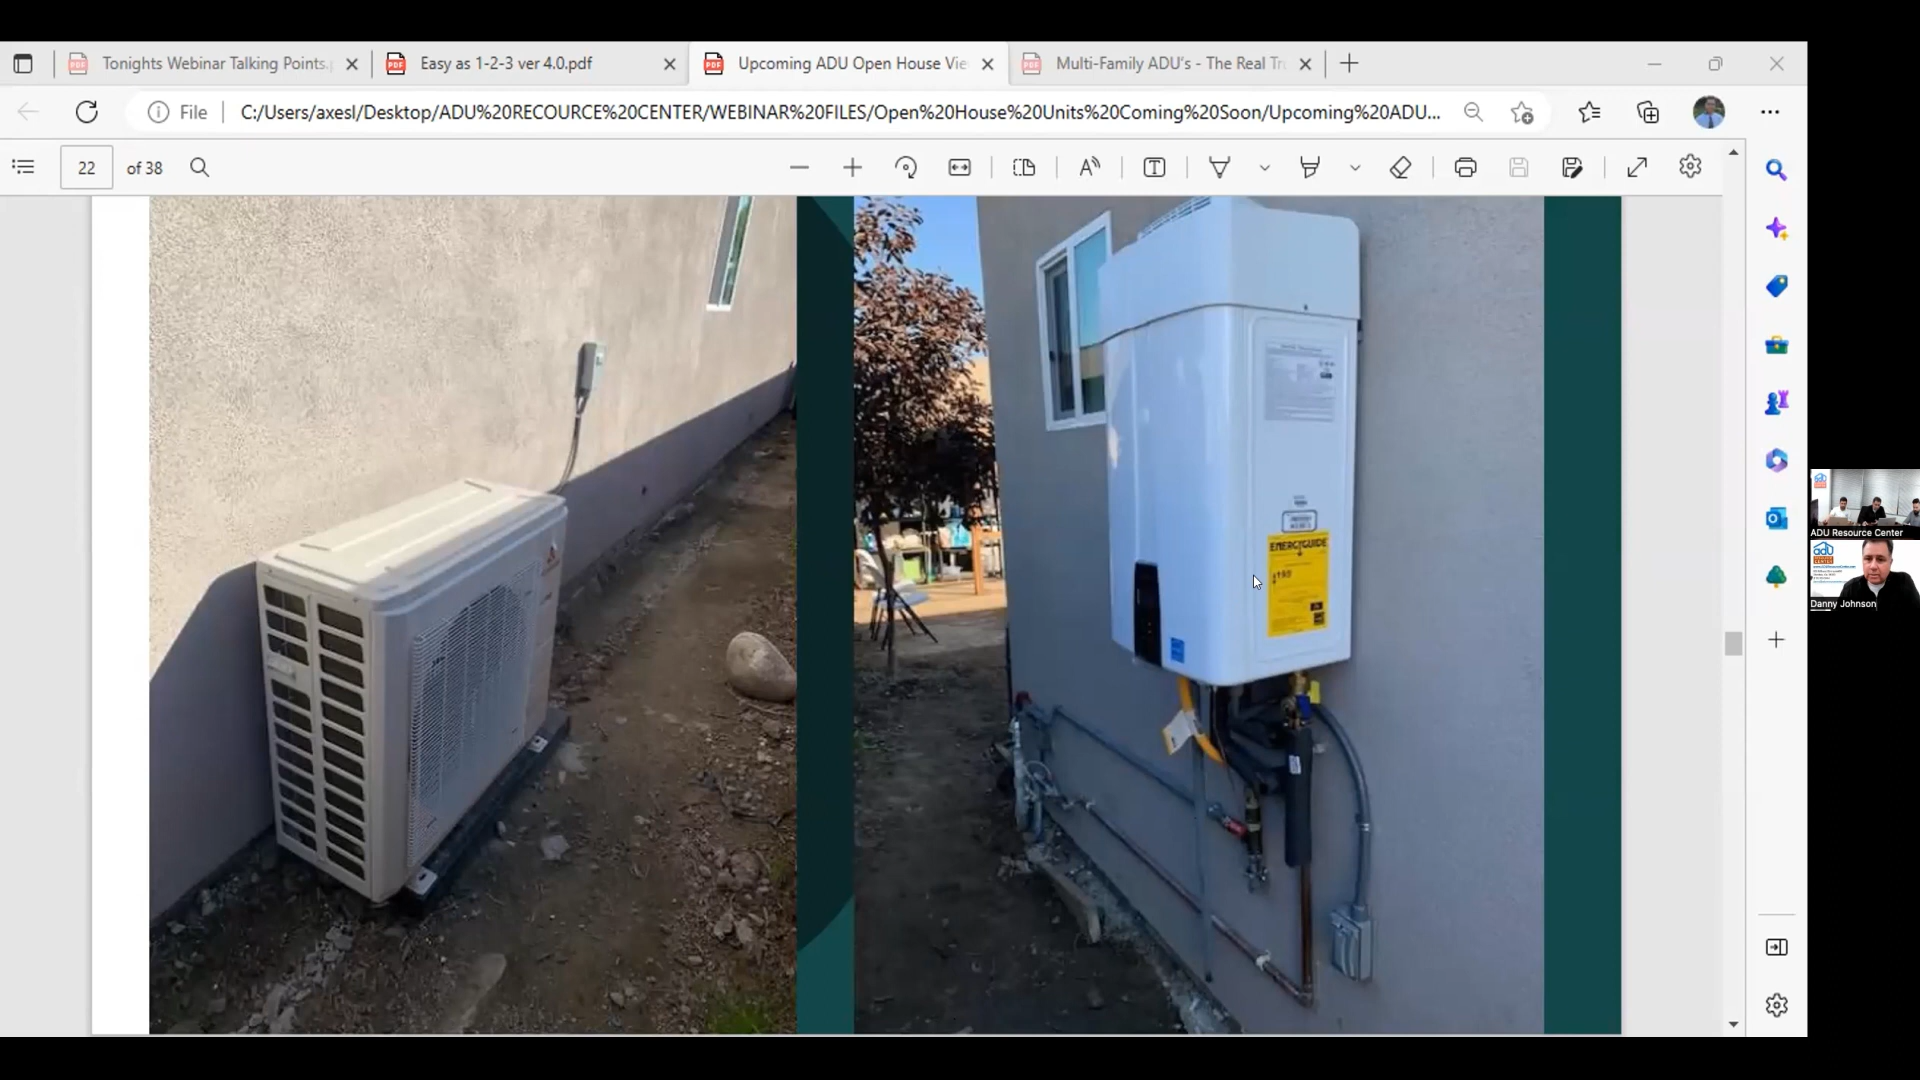 Tonights Webinar Talking Points.
Easy as 1-2-3 ver 4.0.pdf
Upcoming ADU Open House Vie
Multi-Family ADU's - The Real Tr
File
C:/Users/axesl/Desktop/ADU%20RECOURCE%20CENTER/WEBINAR%20FILES/Open%20House%20Units%20Coming%20Soon/Upcoming%20ADU...
22 of 38
ENERGYGUIDE
ADU Resource Center
adu
Danny Johnson